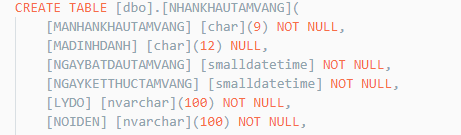 CREATE TABLE [dbo].[NHANKHAUTAMVANG](
[MANHANKHAUTAMVANG] [char](9) NOT NULL,
[MADINHDANH] [char](12) NULL,
[NGAYBATDAUTAMVANG] [smalldatetime] NOT NULL,
[NGAYKETTHUCTAMVANG] [smalldatetime] NOT NULL,
[LYDO] [nvarchar](100) NOT NULL,
[NOIDEN] [nvarchar](100) NOT NULL,